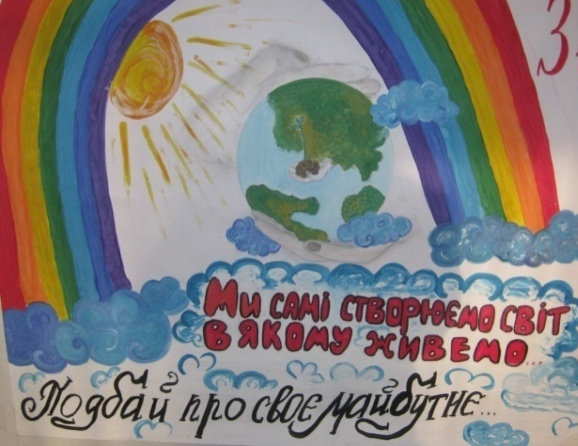 Ми самі створюємо світ
в якому живемо...
Подбай про своє майбутнє...